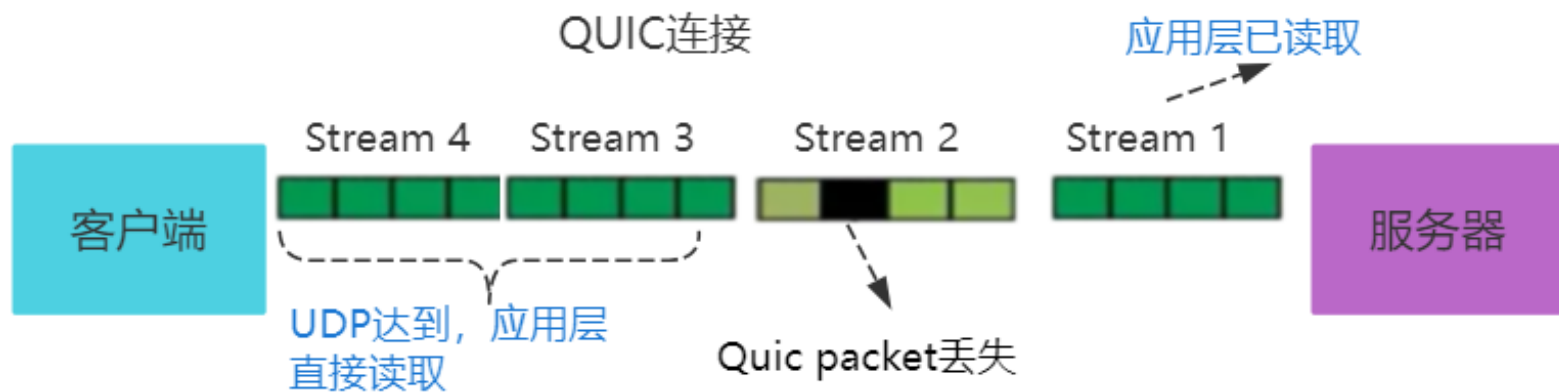 QUIC连接
应用层已读取
Stream 4
Stream 3
Stream 2
Stream 1
客户端
服务器
UDP达到，应用层
直接读取
Quic packet丢失